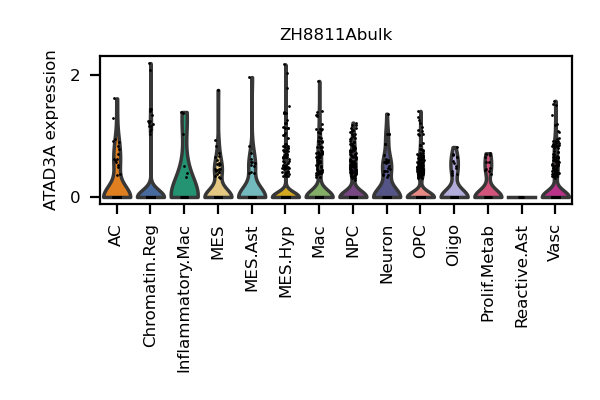 ZH8811Abulk
ATAD3A expression
2
0
AC
Chromatin.Reg
Inflammatory.Mac
MES
MES.Ast
MES.Hyp
Mac
NPC
Neuron
OPC
Oligo
Prolif.Metab
Reactive.Ast
Vasc